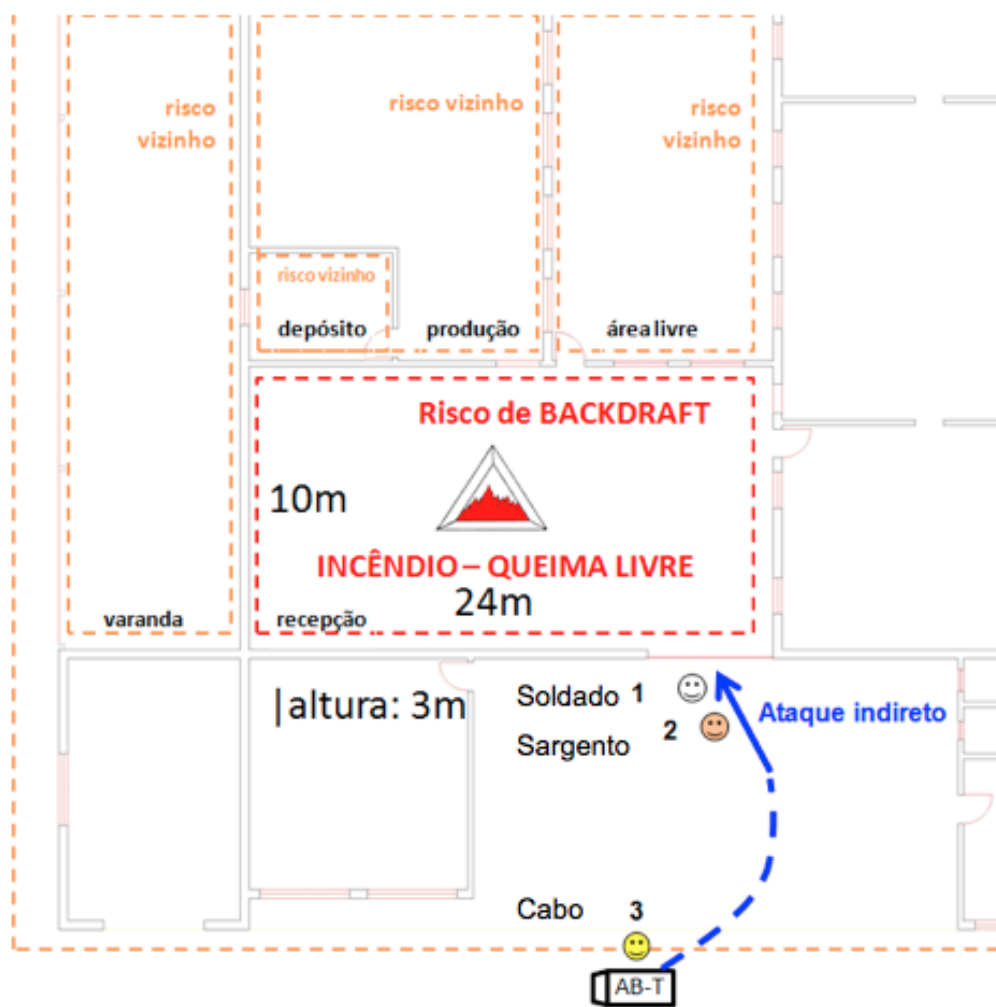 risco
vizinho
risco vizinho
risco
vizinho
risco vizinho
depósito
produção
área livre
Risco de BACKDRAFT
10m
INCÊNDIO – QUEIMA LIVRE
24m
varanda
recepção
|altura: 3m
Soldado 1
2
Sargento
Ataque indireto
Cabo 3
AB-T